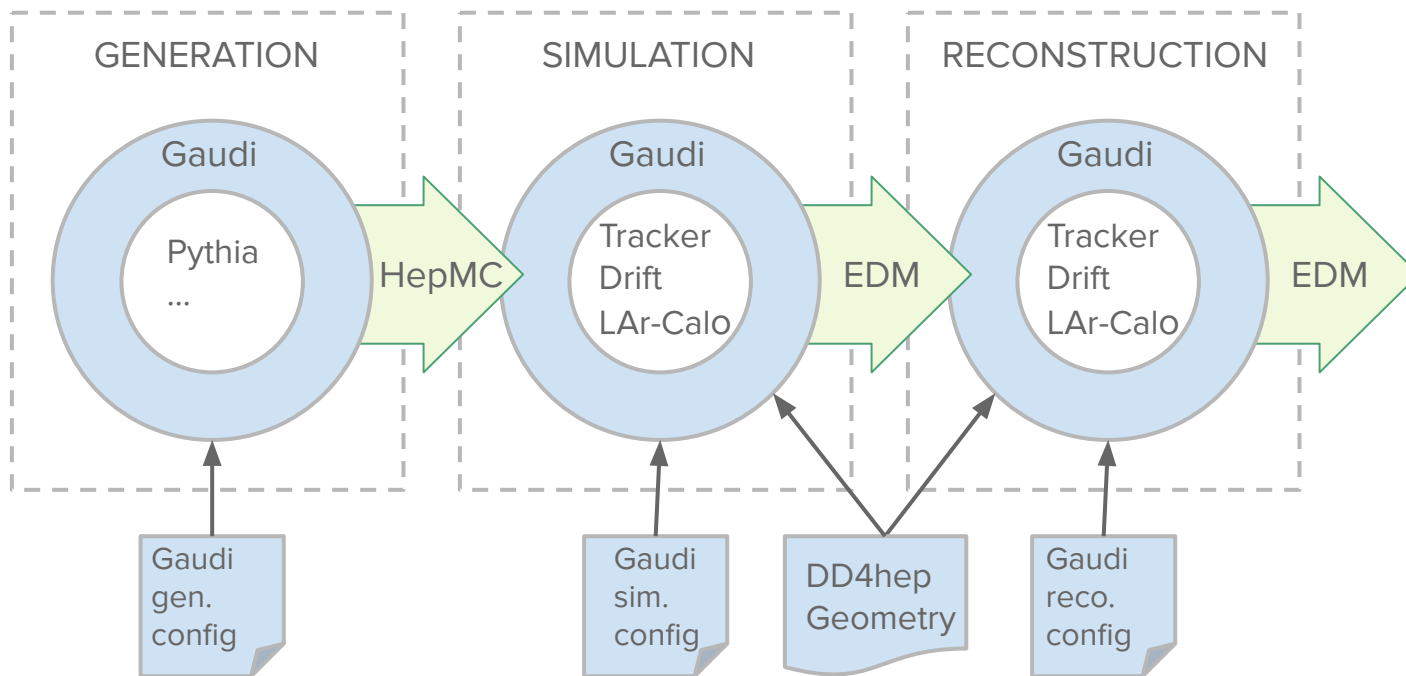 GENERATION
Gaudi
Pythia
...
HepMC
SIMULATION
Gaudi
Tracker
Drift
LAr-Calo
EDM
RECONSTRUCTION
Gaudi
Tracker
Drift
LAr-Calo
EDM
Gaudi
gen.
config
Gaudi
sim.
config
DD4hep
Geometry
Gaudi
reco.
config